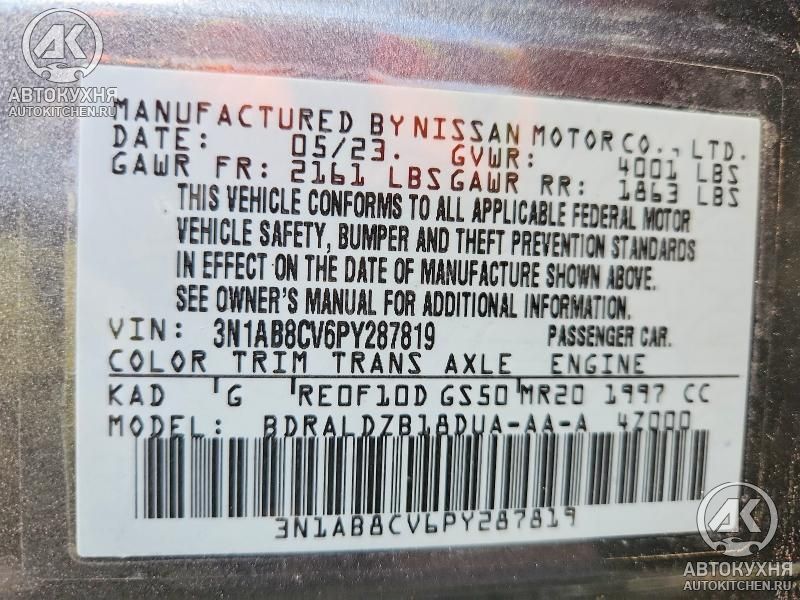 АК
АВТОКУХНЯ
AUTOKITCHEN.RU
MANUFACTURED BY NISSAN MOTOR CO., LTD.
DATE: 05/23. GVWR: 4001 LBS
GAWR FR: 2161 LBS GAWR RR: 1863 LBS
THIS VEHICLE CONFORMS TO ALL APPLICABLE FEDERAL MOTOR
VEHICLE SAFETY, BUMPER AND THEFT PREVENTION STANDARDS
IN EFFECT ON THE DATE OF MANUFACTURE SHOWN ABOVE.
SEE OWNER'S MANUAL FOR ADDITIONAL INFORMATION.
VIN: 3N1AB8CV6PY287819 PASSENGER CAR.
COLOR TRIM TRANS AXLE ENGINE
KAD G RE0F10D GS50 MR20 1997 CC
MODEL: BDRALDZB18DUA-AA-A 4Z000
3N1AB8CV6PY287819
АК
АВТОКУХНЯ
AUTOKITCHEN.RU